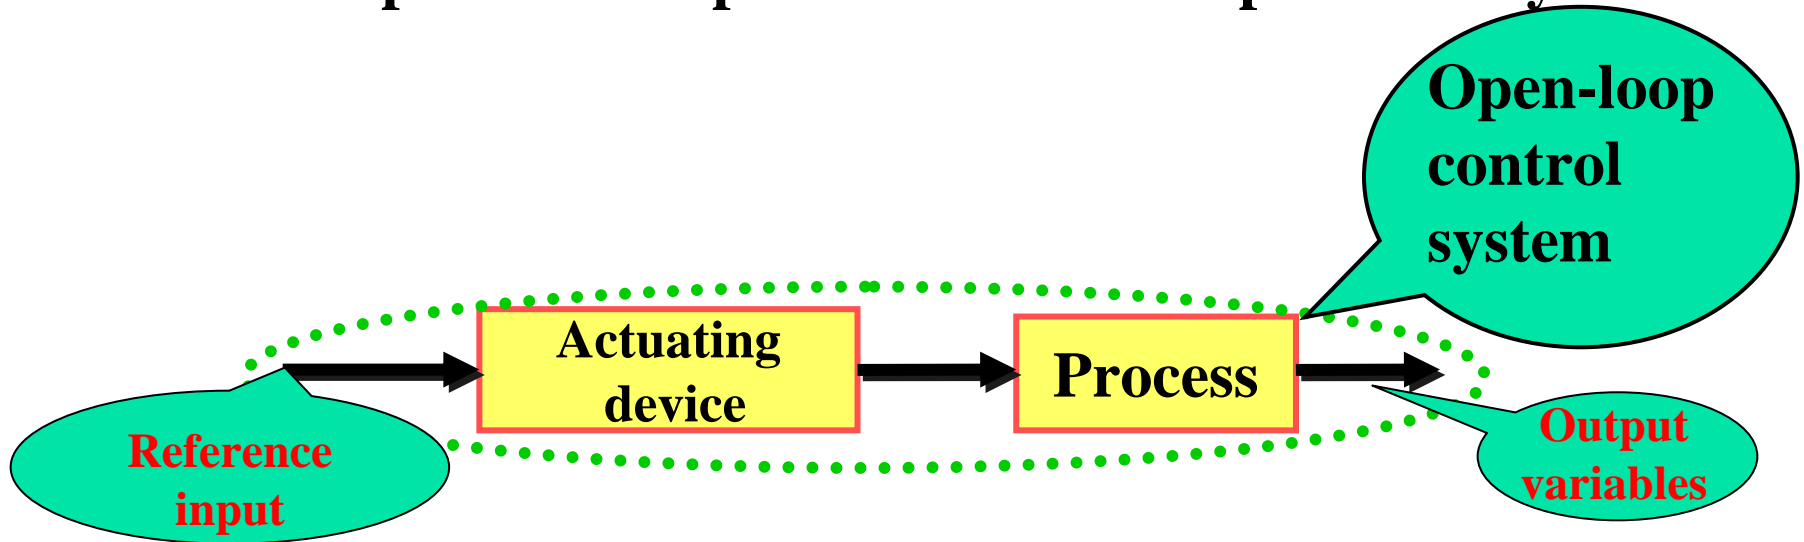 Open-loop
control
system
Actuating
device
Process
Reference
input
Output
variables